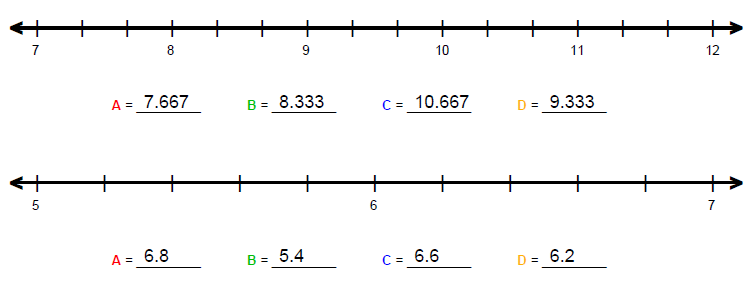 7 8 9 10 11 12
A = 7.667 B = 8.333 C = 10.667 D = 9.333
5 6 7
A = 6.8 B = 5.4 C = 6.6 D = 6.2